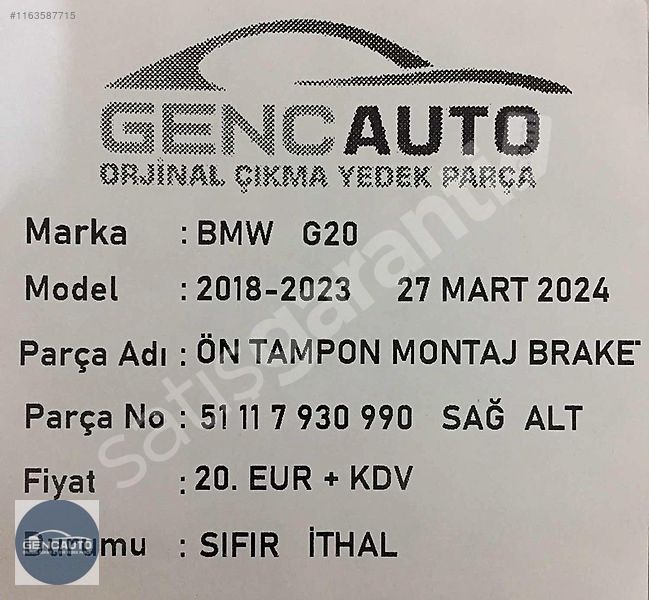 #1163587715
GENCAUTO
ORJİNAL ÇIKMA YEDEK PARÇA
Marka : BMW G20
Model : 2018-2023 27 MART 2024
Parça Adı : ÖN TAMPON MONTAJ BRAKET
Parça No : 51 11 7 930 990 SAĞ ALT
Fiyat : 20. EUR + KDV
Durumu : SIFIR İTHAL
GENCAUTO
satışgaranti